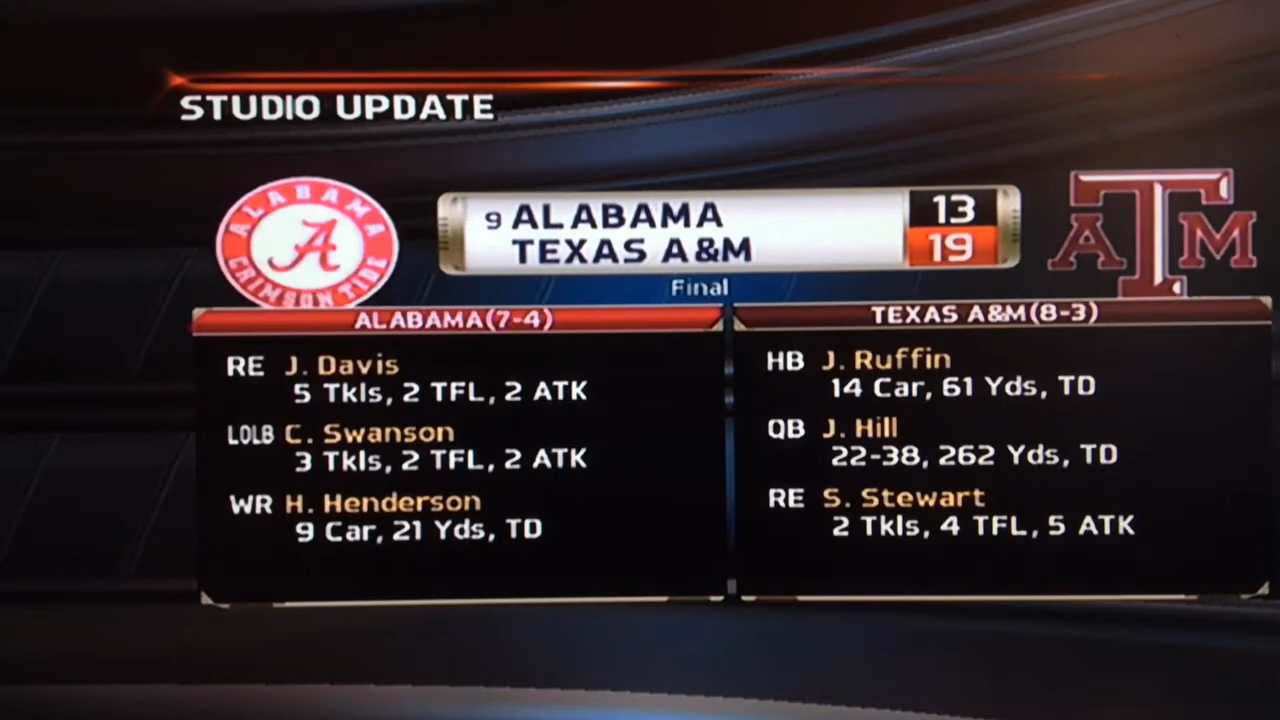 STUDIO UPDATE
ALABAMA
A
CRIMSON TIDE
9 ALABAMA 13
TEXAS A&M 19
ATM
Final
ALABAMA(7-4)
RE J. Davis
5 Tkls, 2 TFL, 2 ATK
LOLB C. Swanson
3 Tkls, 2 TFL, 2 ATK
WR H. Henderson
9 Car, 21 Yds, TD
TEXAS A&M(8-3)
HB J. Ruffin
14 Car, 61 Yds, TD
QB J. Hill
22-38, 262 Yds, TD
RE S. Stewart
2 Tkls, 4 TFL, 5 ATK